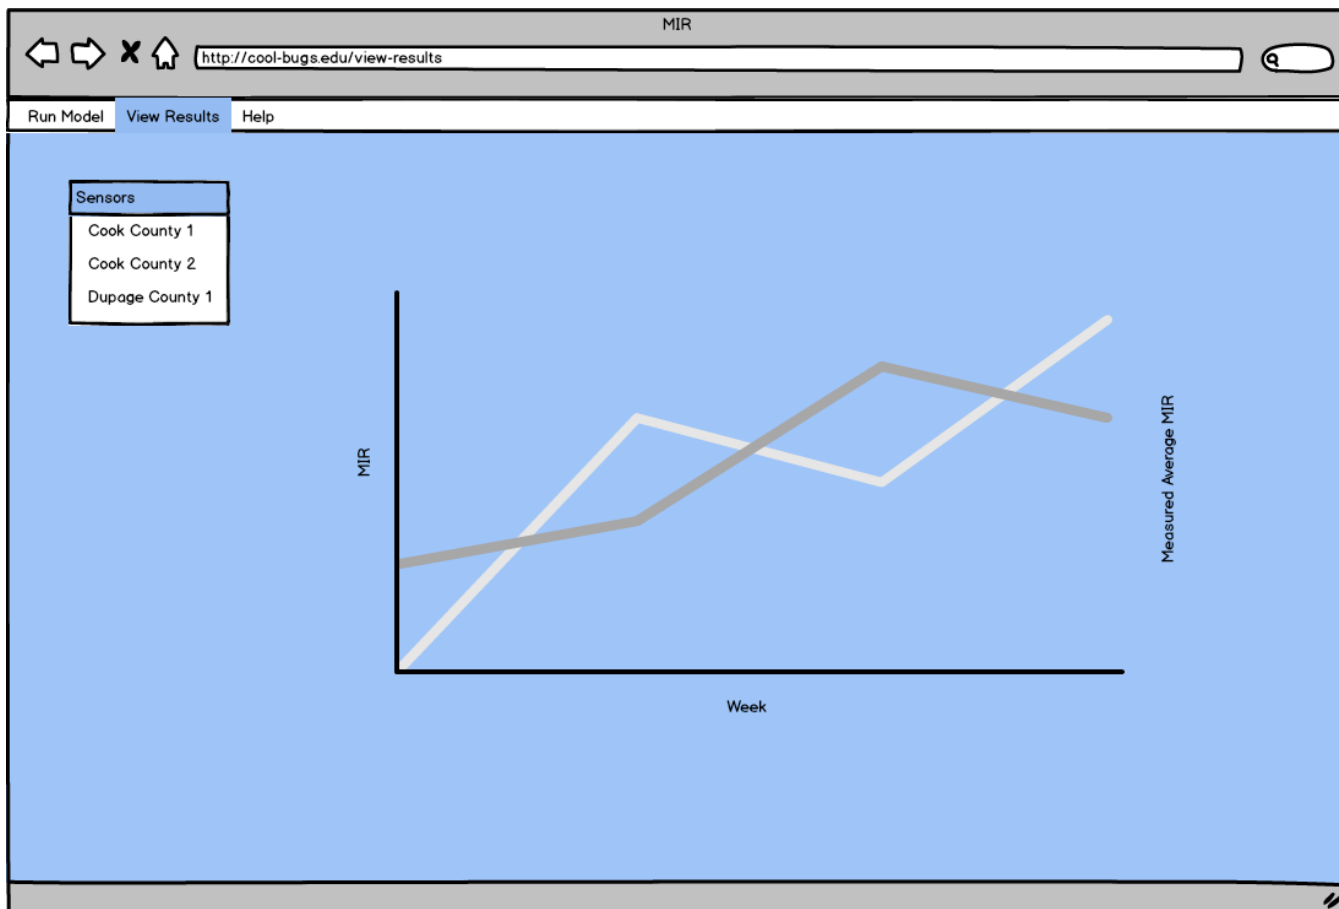 MIR
http://cool-bugs.edu/view-results
Run Model View Results Help
Sensors
Cook County 1
Cook County 2
Dupage County 1
MIR
Measured Average MIR
Week